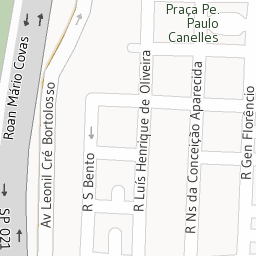 Praça Pe.
Paulo
Canelles
Roan Mário Covas
SP 021
Av Leonil Cré Bortolosso
R S Bento
R Luís Henrique de Oliveira
R Ns da Conceição Aparecida
R Gen Florêncio